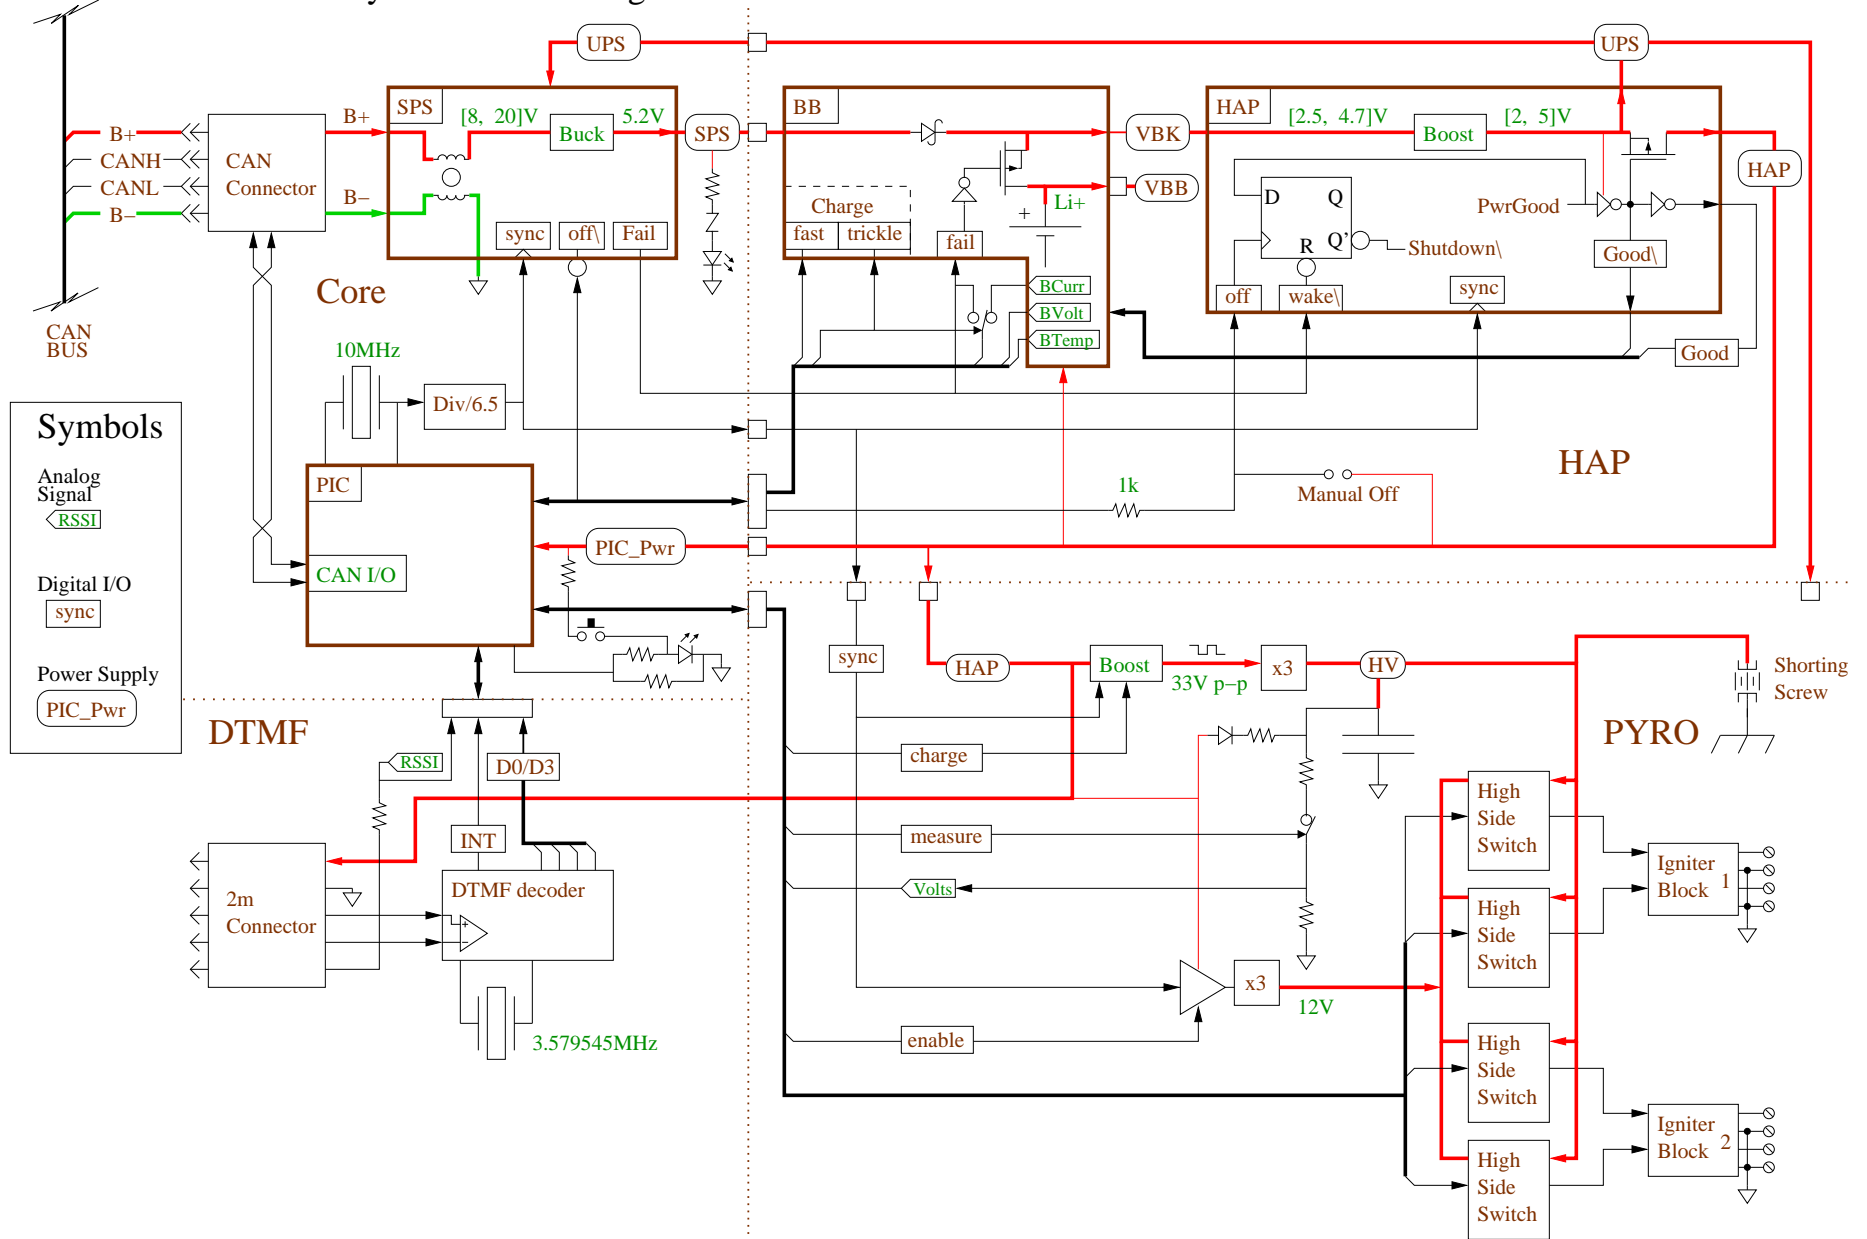 UPS
UPS
SPS
[8, 20]V
5.2V
Buck
SPS
BB
VBK
HAP
[2.5, 4.7]V
Boost
[2, 5]V
HAP
B+
B+
CANH
CANL
B−
CAN
Connector
B−
sync
off\
Fail
Charge
fast
trickle
fail
+
Li+
VBB
D
Q
R
Q'
PwrGood
Shutdown\
Good\
off
wake\
sync
Core
BCurr
BVolt
BTemp
Good
CAN
BUS
10MHz
Div/6.5
HAP
Symbols
Analog
Signal
RSSI
Digital I/O
sync
Power Supply
PIC_Pwr
PIC
CAN I/O
PIC_Pwr
1k
Manual Off
sync
HAP
Boost
33V p−p
x3
HV
Shorting
Screw
PYRO
DTMF
RSSI
D0/D3
INT
2m
Connector
DTMF decoder
+
−
3.579545MHz
charge
measure
Volts
enable
x3
12V
High
Side
Switch
High
Side
Switch
High
Side
Switch
High
Side
Switch
Igniter
Block
1
Igniter
Block
2